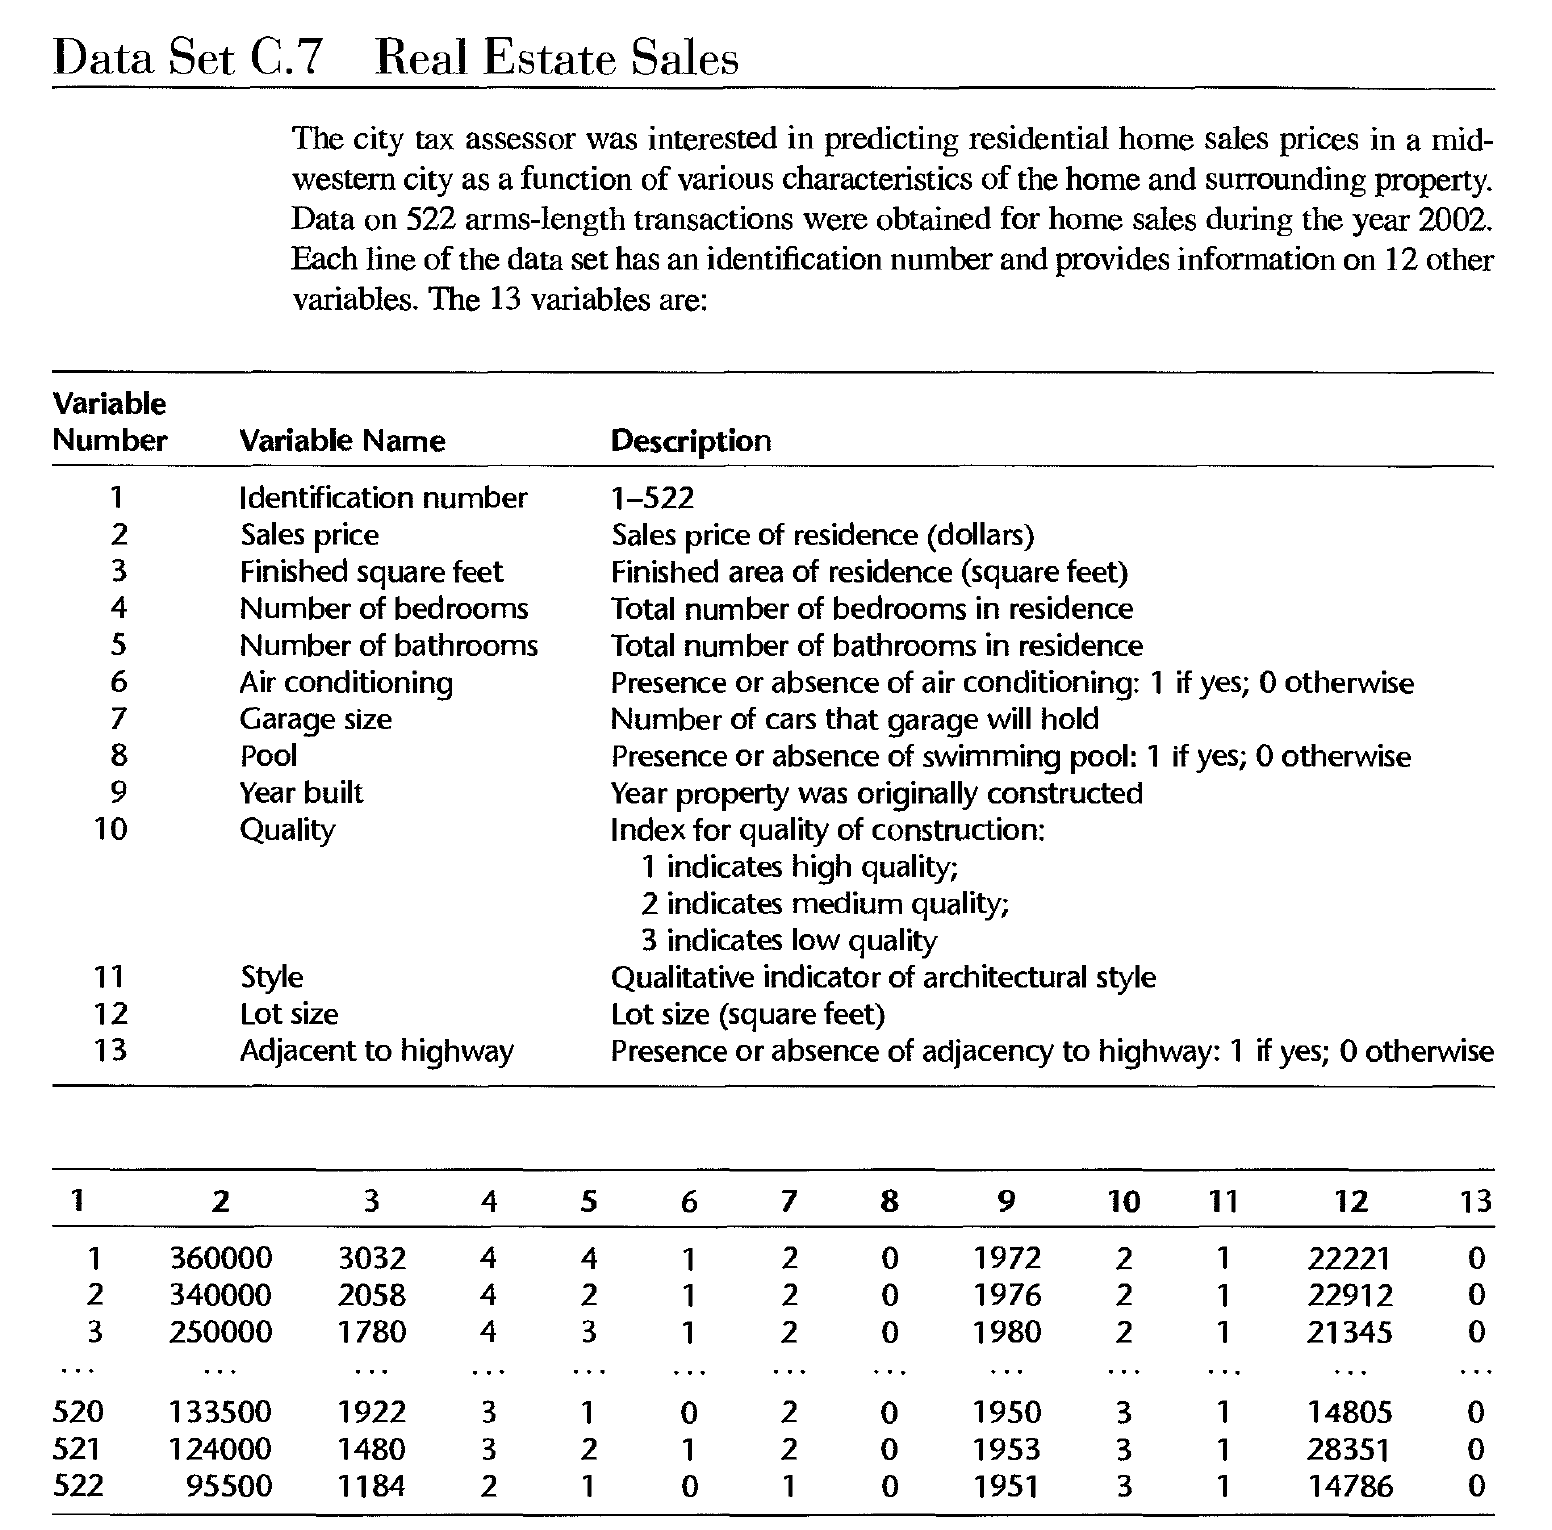 Data Set C.7 Real Estate Sales
The city tax assessor was interested in predicting residential home sales prices in a mid-
western city as a function of various characteristics of the home and surrounding property.
Data on 522 arms-length transactions were obtained for home sales during the year 2002.
Each line of the data set has an identification number and provides information on 12 other
variables. The 13 variables are:
Variable
Number Variable Name Description
1 Identification number 1–522
2 Sales price Sales price of residence (dollars)
3 Finished square feet Finished area of residence (square feet)
4 Number of bedrooms Total number of bedrooms in residence
5 Number of bathrooms Total number of bathrooms in residence
6 Air conditioning Presence or absence of air conditioning: 1 if yes; 0 otherwise
7 Garage size Number of cars that garage will hold
8 Pool Presence or absence of swimming pool: 1 if yes; 0 otherwise
9 Year built Year property was originally constructed
10 Quality Index for quality of construction:
1 indicates high quality;
2 indicates medium quality;
3 indicates low quality
11 Style Qualitative indicator of architectural style
12 Lot size Lot size (square feet)
13 Adjacent to highway Presence or absence of adjacency to highway: 1 if yes; 0 otherwise
1 2 3 4 5 6 7 8 9 10 11 12 13
1 360000 3032 4 4 1 2 0 1972 2 1 22221 0
2 340000 2058 4 2 1 2 0 1976 2 1 22912 0
3 250000 1780 4 3 1 2 0 1980 2 1 21345 0
... ... ... ... ... ... ... ... ... ... ... ... ...
520 133500 1922 3 1 0 2 0 1950 3 1 14805 0
521 124000 1480 3 2 1 2 0 1953 3 1 28351 0
522 95500 1184 2 1 0 1 0 1951 3 1 14786 0